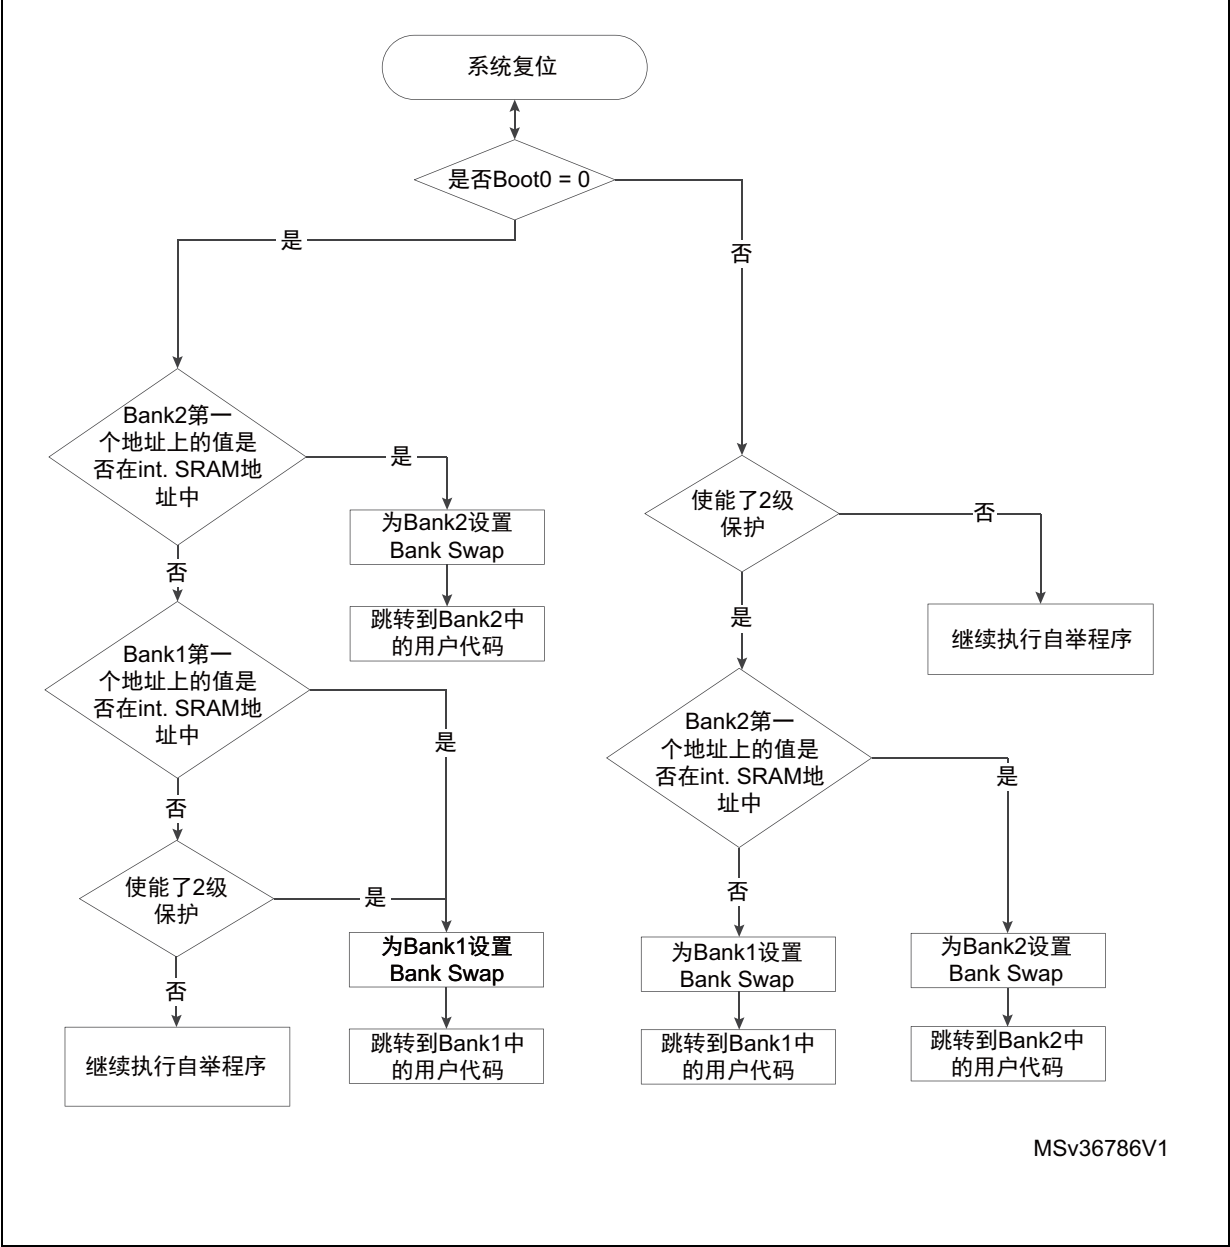 系统复位
是否Boot0 = 0
是
否
Bank2第一
个地址上的值是
否在int. SRAM地
址中
是
为Bank2设置
Bank Swap
跳转到Bank2中
的用户代码
否
Bank1第一
个地址上的值是
否在int. SRAM地
址中
是
否
使能了2级
保护
是
为Bank1设置
Bank Swap
跳转到Bank1中
的用户代码
否
继续执行自举程序
使能了2级
保护
否
继续执行自举程序
是
Bank2第一
个地址上的值是
否在int. SRAM地
址中
是
否
为Bank1设置
Bank Swap
跳转到Bank1中
的用户代码
为Bank2设置
Bank Swap
跳转到Bank2中
的用户代码
MSv36786V1